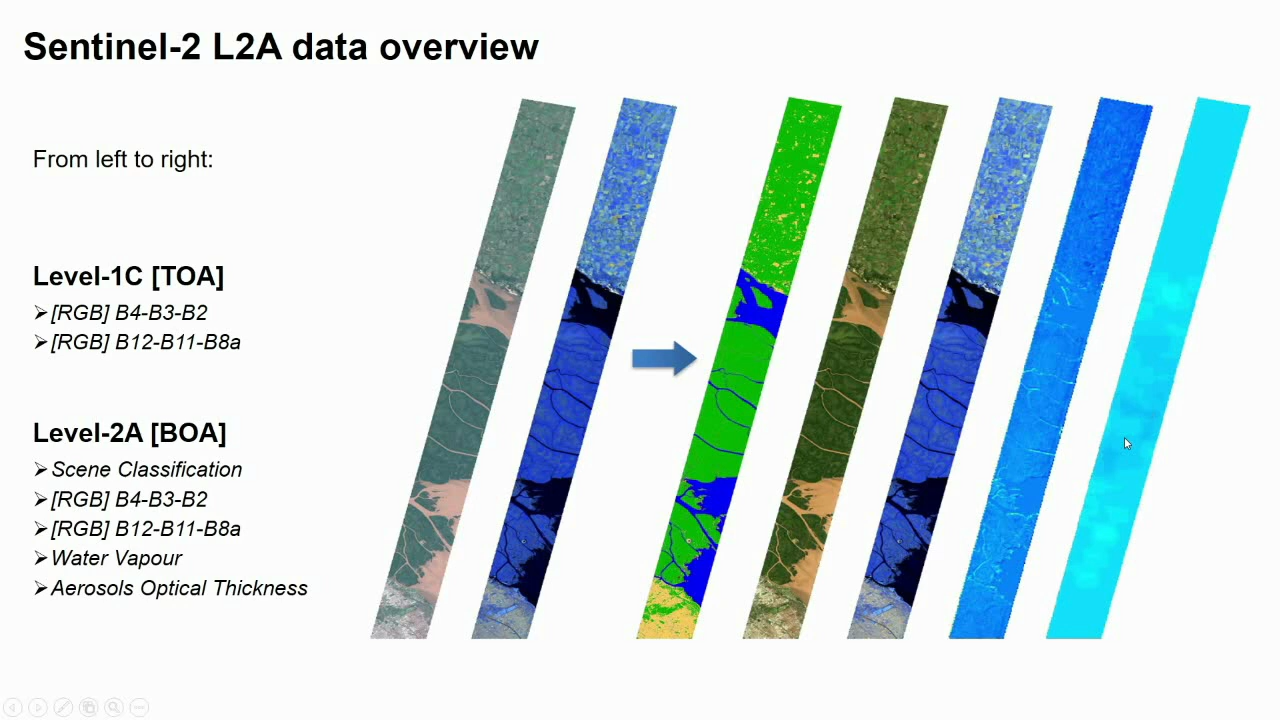 Sentinel-2 L2A data overview
From left to right:
Level-1C [TOA]
➢[RGB] B4-B3-B2
➢[RGB] B12-B11-B8a
Level-2A [BOA]
➢Scene Classification
➢[RGB] B4-B3-B2
➢[RGB] B12-B11-B8a
➢Water Vapour
➢Aerosols Optical Thickness